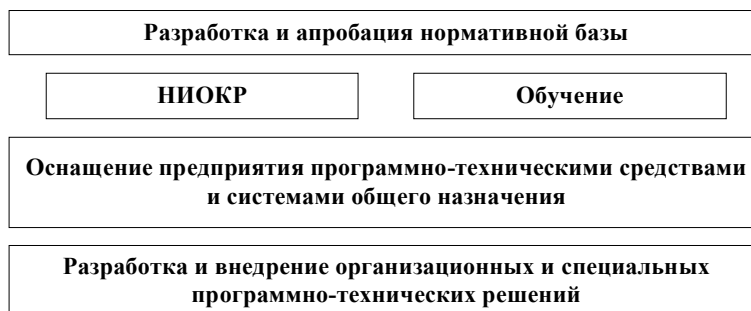 Разработка и апробация нормативной базы
НИОКР
Обучение
Оснащение предприятия программно-техническими средствами
и системами общего назначения
Разработка и внедрение организационных и специальных
программно-технических решений